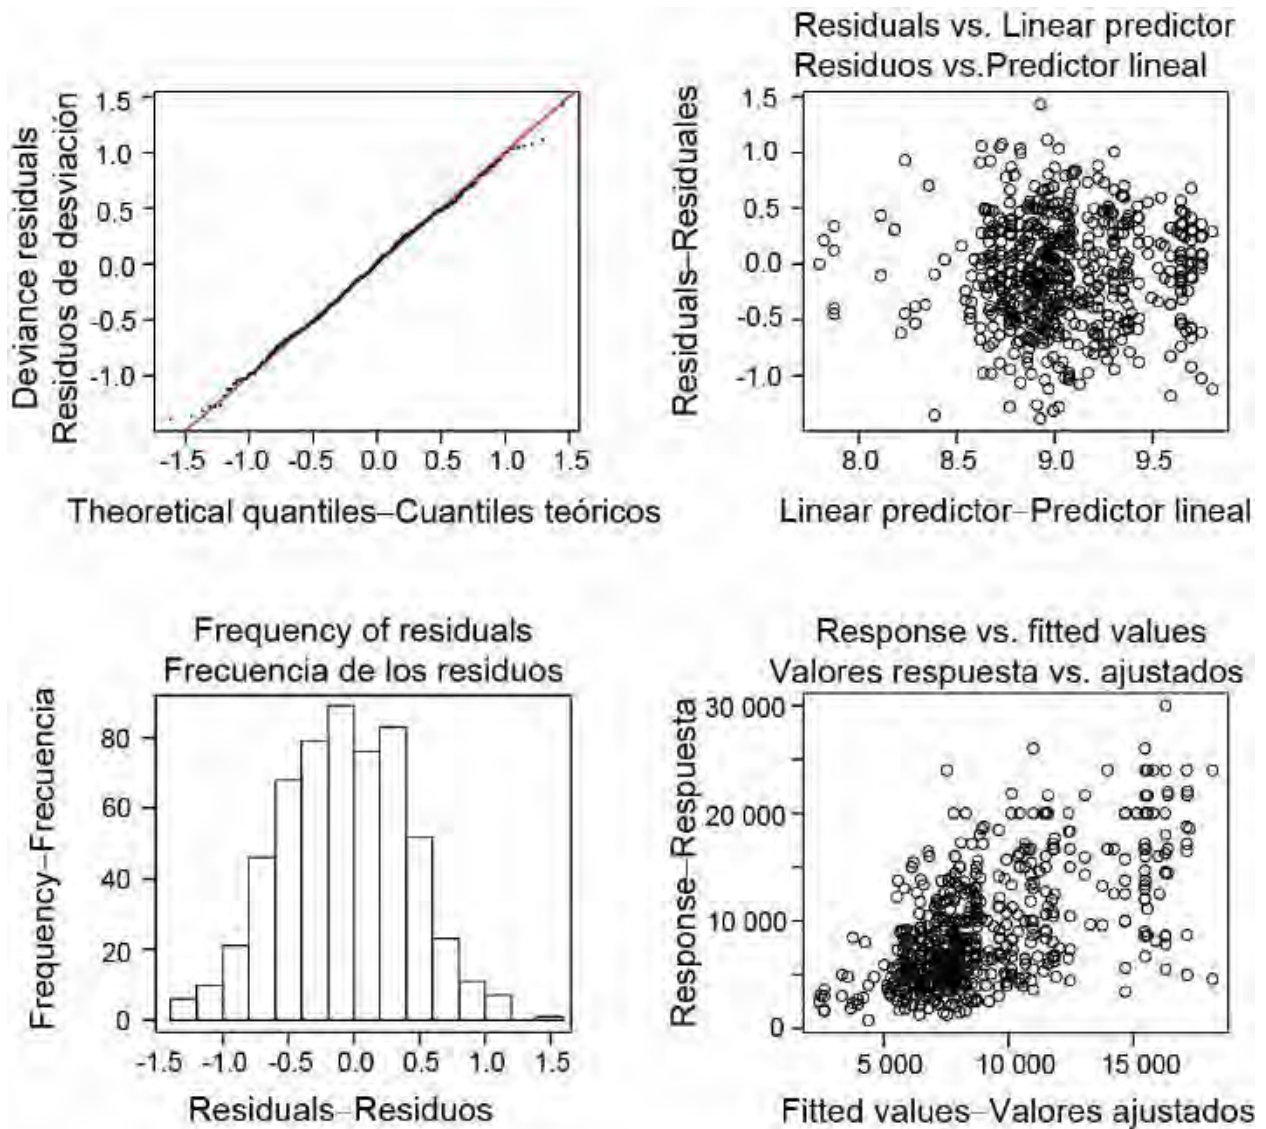 Deviance residuals
Residuos de desviación
1.5
1.0
0.5
0.0
-0.5
-1.0
-1.5 -1.0 -0.5 0.0 0.5 1.0 1.5
Theoretical quantiles–Cuantiles teóricos
Residuals vs. Linear predictor
Residuos vs.Predictor lineal
Residuals–Residuales
1.5
1.0
0.5
0.0
-0.5
-1.0
8.0 8.5 9.0 9.5
Linear predictor–Predictor lineal
Frequency of residuals
Frecuencia de los residuos
Frequency–Frecuencia
80
60
40
20
0
-1.5 -1.0 -0.5 0.0 0.5 1.0 1.5
Residuals–Residuos
Response vs. fitted values
Valores respuesta vs. ajustados
Response–Respuesta
30 000
20 000
10 000
0
5 000 10 000 15 000
Fitted values–Valores ajustados